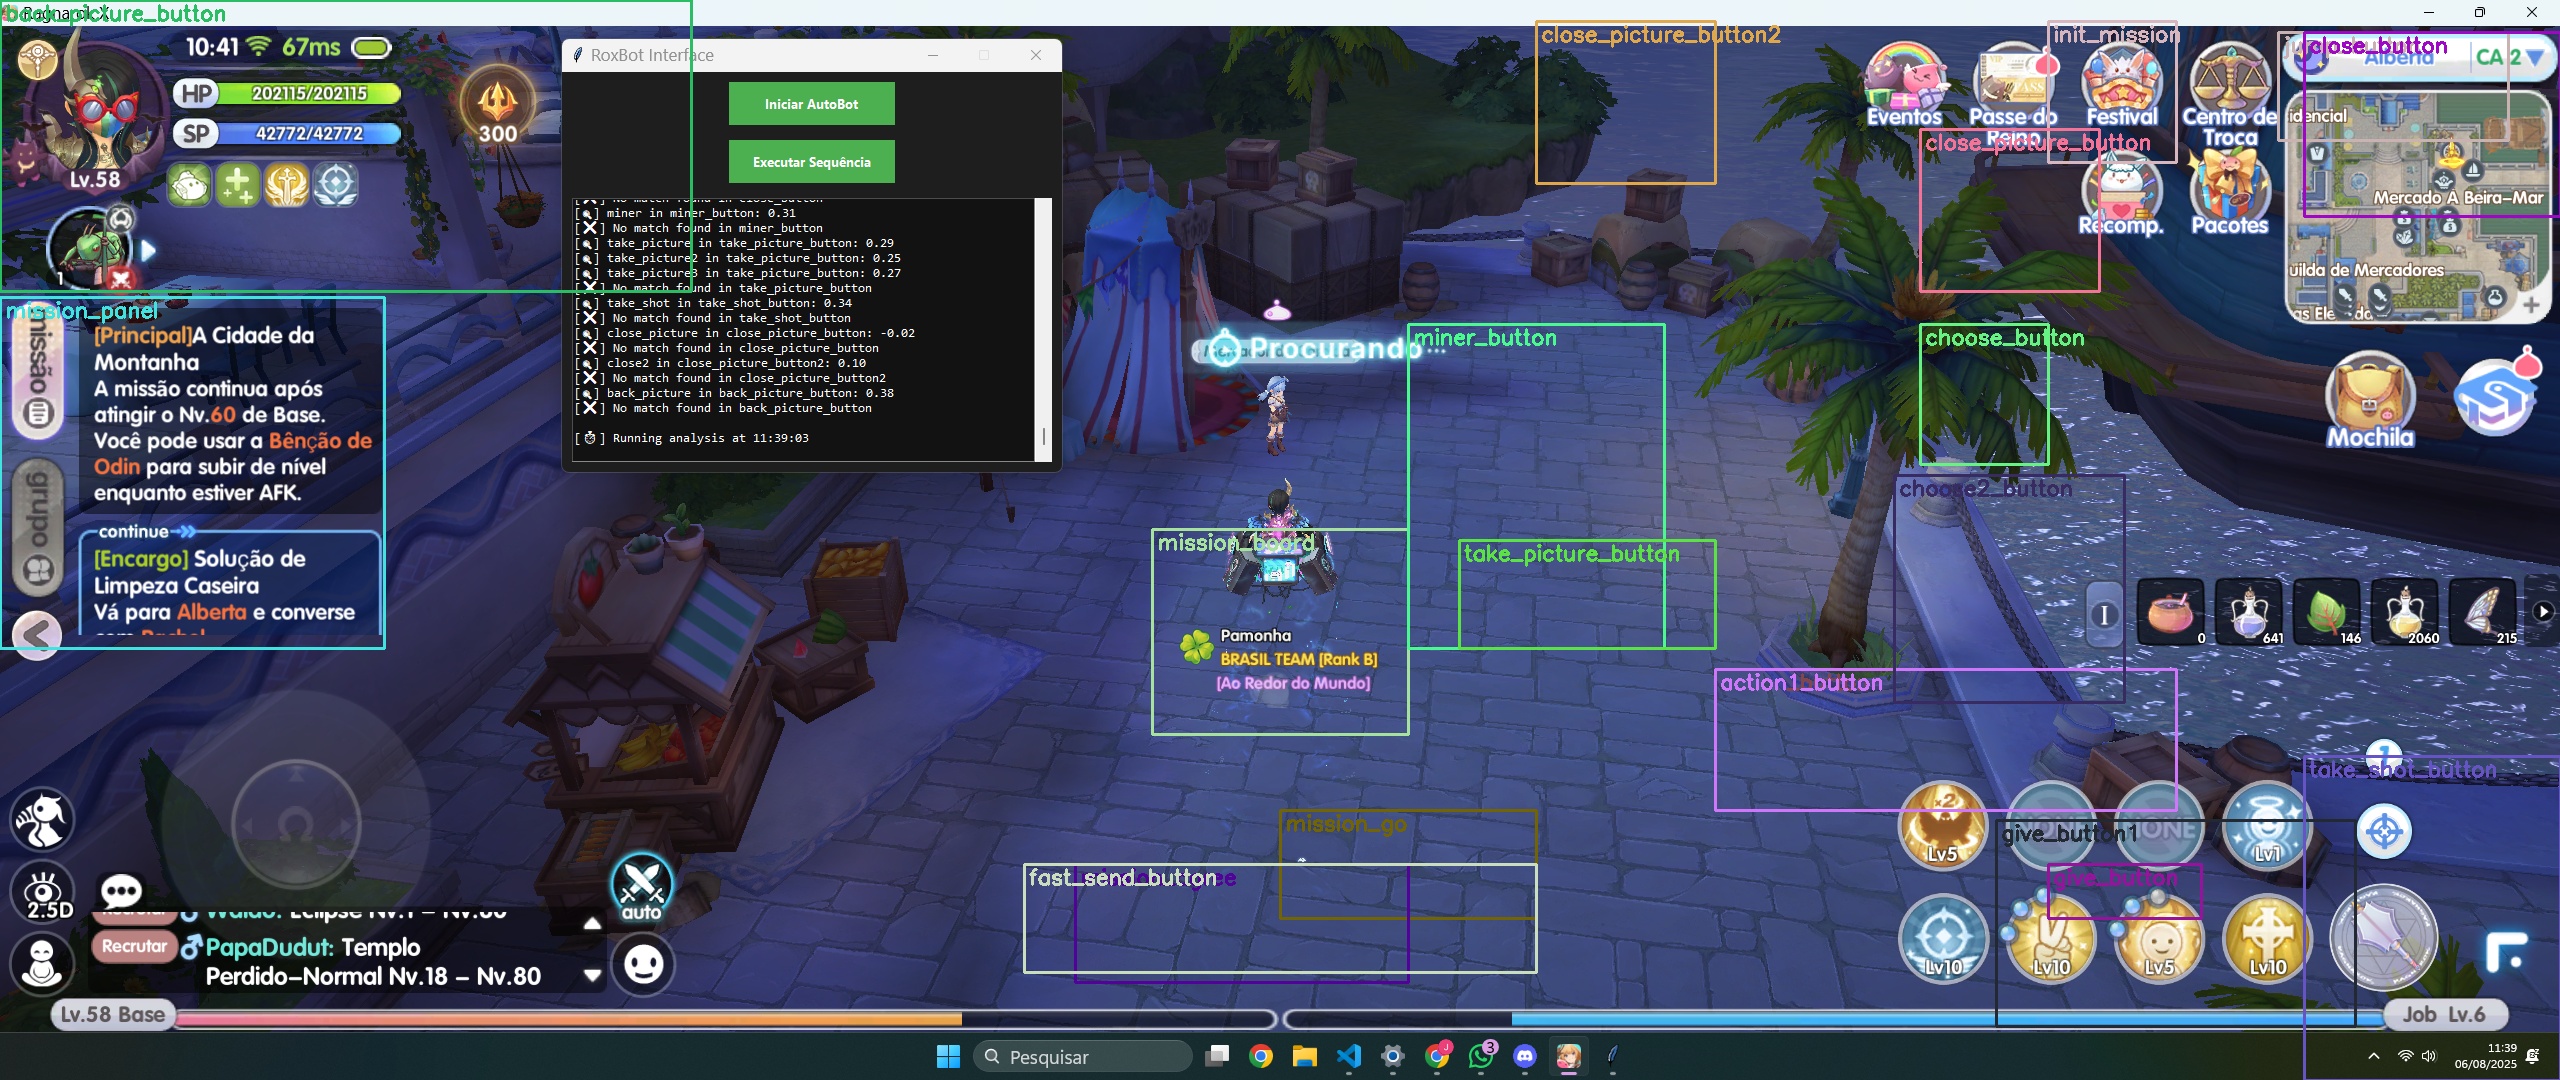 back_picture_button
10:41
67ms
HP
202115/202115
SP
42772/42772
300
Lv.58
1
RoxBot Interface
Iniciar AutoBot
Executar Sequência
[🔍] miner in miner_button: 0.31
[❌] No match found in miner_button
[🔍] take_picture in take_picture_button: 0.29
[🔍] take_picture2 in take_picture_button: 0.25
[🔍] take_picture3 in take_picture_button: 0.27
[❌] No match found in take_picture_button
[🔍] take_shot in take_shot_button: 0.34
[❌] No match found in take_shot_button
[🔍] close_picture in close_picture_button: -0.02
[❌] No match found in close_picture_button
[🔍] close2 in close_picture_button2: 0.10
[❌] No match found in close_picture_button2
[🔍] back_picture in back_picture_button: 0.38
[❌] No match found in back_picture_button
[⏱] Running analysis at 11:39:03
close_picture_button2
init_mission
close_button
Alberta
CA 2
Eventos
Passe do Reino
Festival
Centro de Troca
idencial
close_picture_button
Mercado A Beira-Mar
Recomp.
Pacotes
uilda de Mercadores
mission_panel
missão
[Principal]A Cidade da
Montanha
A missão continua após
atingir o Nv.60 de Base.
Você pode usar a Bênção de
Odin para subir de nível
enquanto estiver AFK.
grupo
continue
[Encargo] Solução de
Limpeza Caseira
Vá para Alberta e converse
Procurando...
miner_button
choose_button
Mochila
choose2_button
mission_board
take_picture_button
Pamonha
BRASIL TEAM [Rank B]
[Ao Redor do Mundo]
I
0
641
146
2060
215
action1_button
take_shot_button
1
mission_go
fast_send_button
give_button1
give_button
Lv5
Lv1
Lv10
Lv10
Lv5
Lv10
2.5D
auto
Recrutar
PapaDudut: Templo
Perdido-Normal Nv.18 - Nv.80
Lv.58 Base
Job Lv.6
Pesquisar
3
11:39
06/08/2025